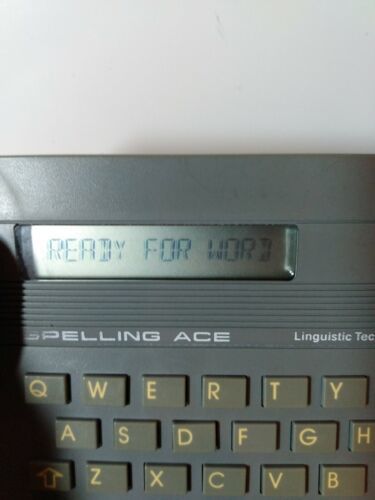 READY FOR WORD
SPELLING ACE
Linguistic Tec
Q W E R T Y
A S D F G H
Z X C V B